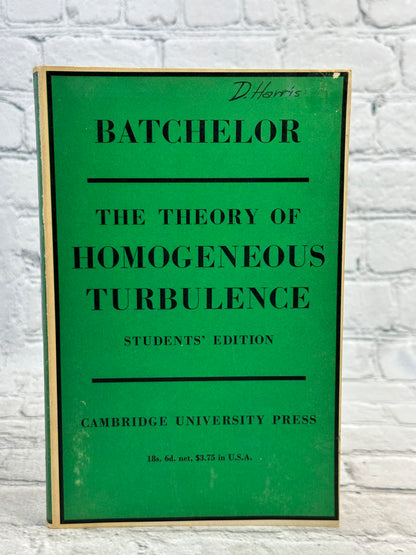 D. Harris
BATCHELOR
THE THEORY OF
HOMOGENEOUS
TURBULENCE
STUDENTS' EDITION
CAMBRIDGE UNIVERSITY PRESS
18s. 6d. net, $3.75 in U.S.A.